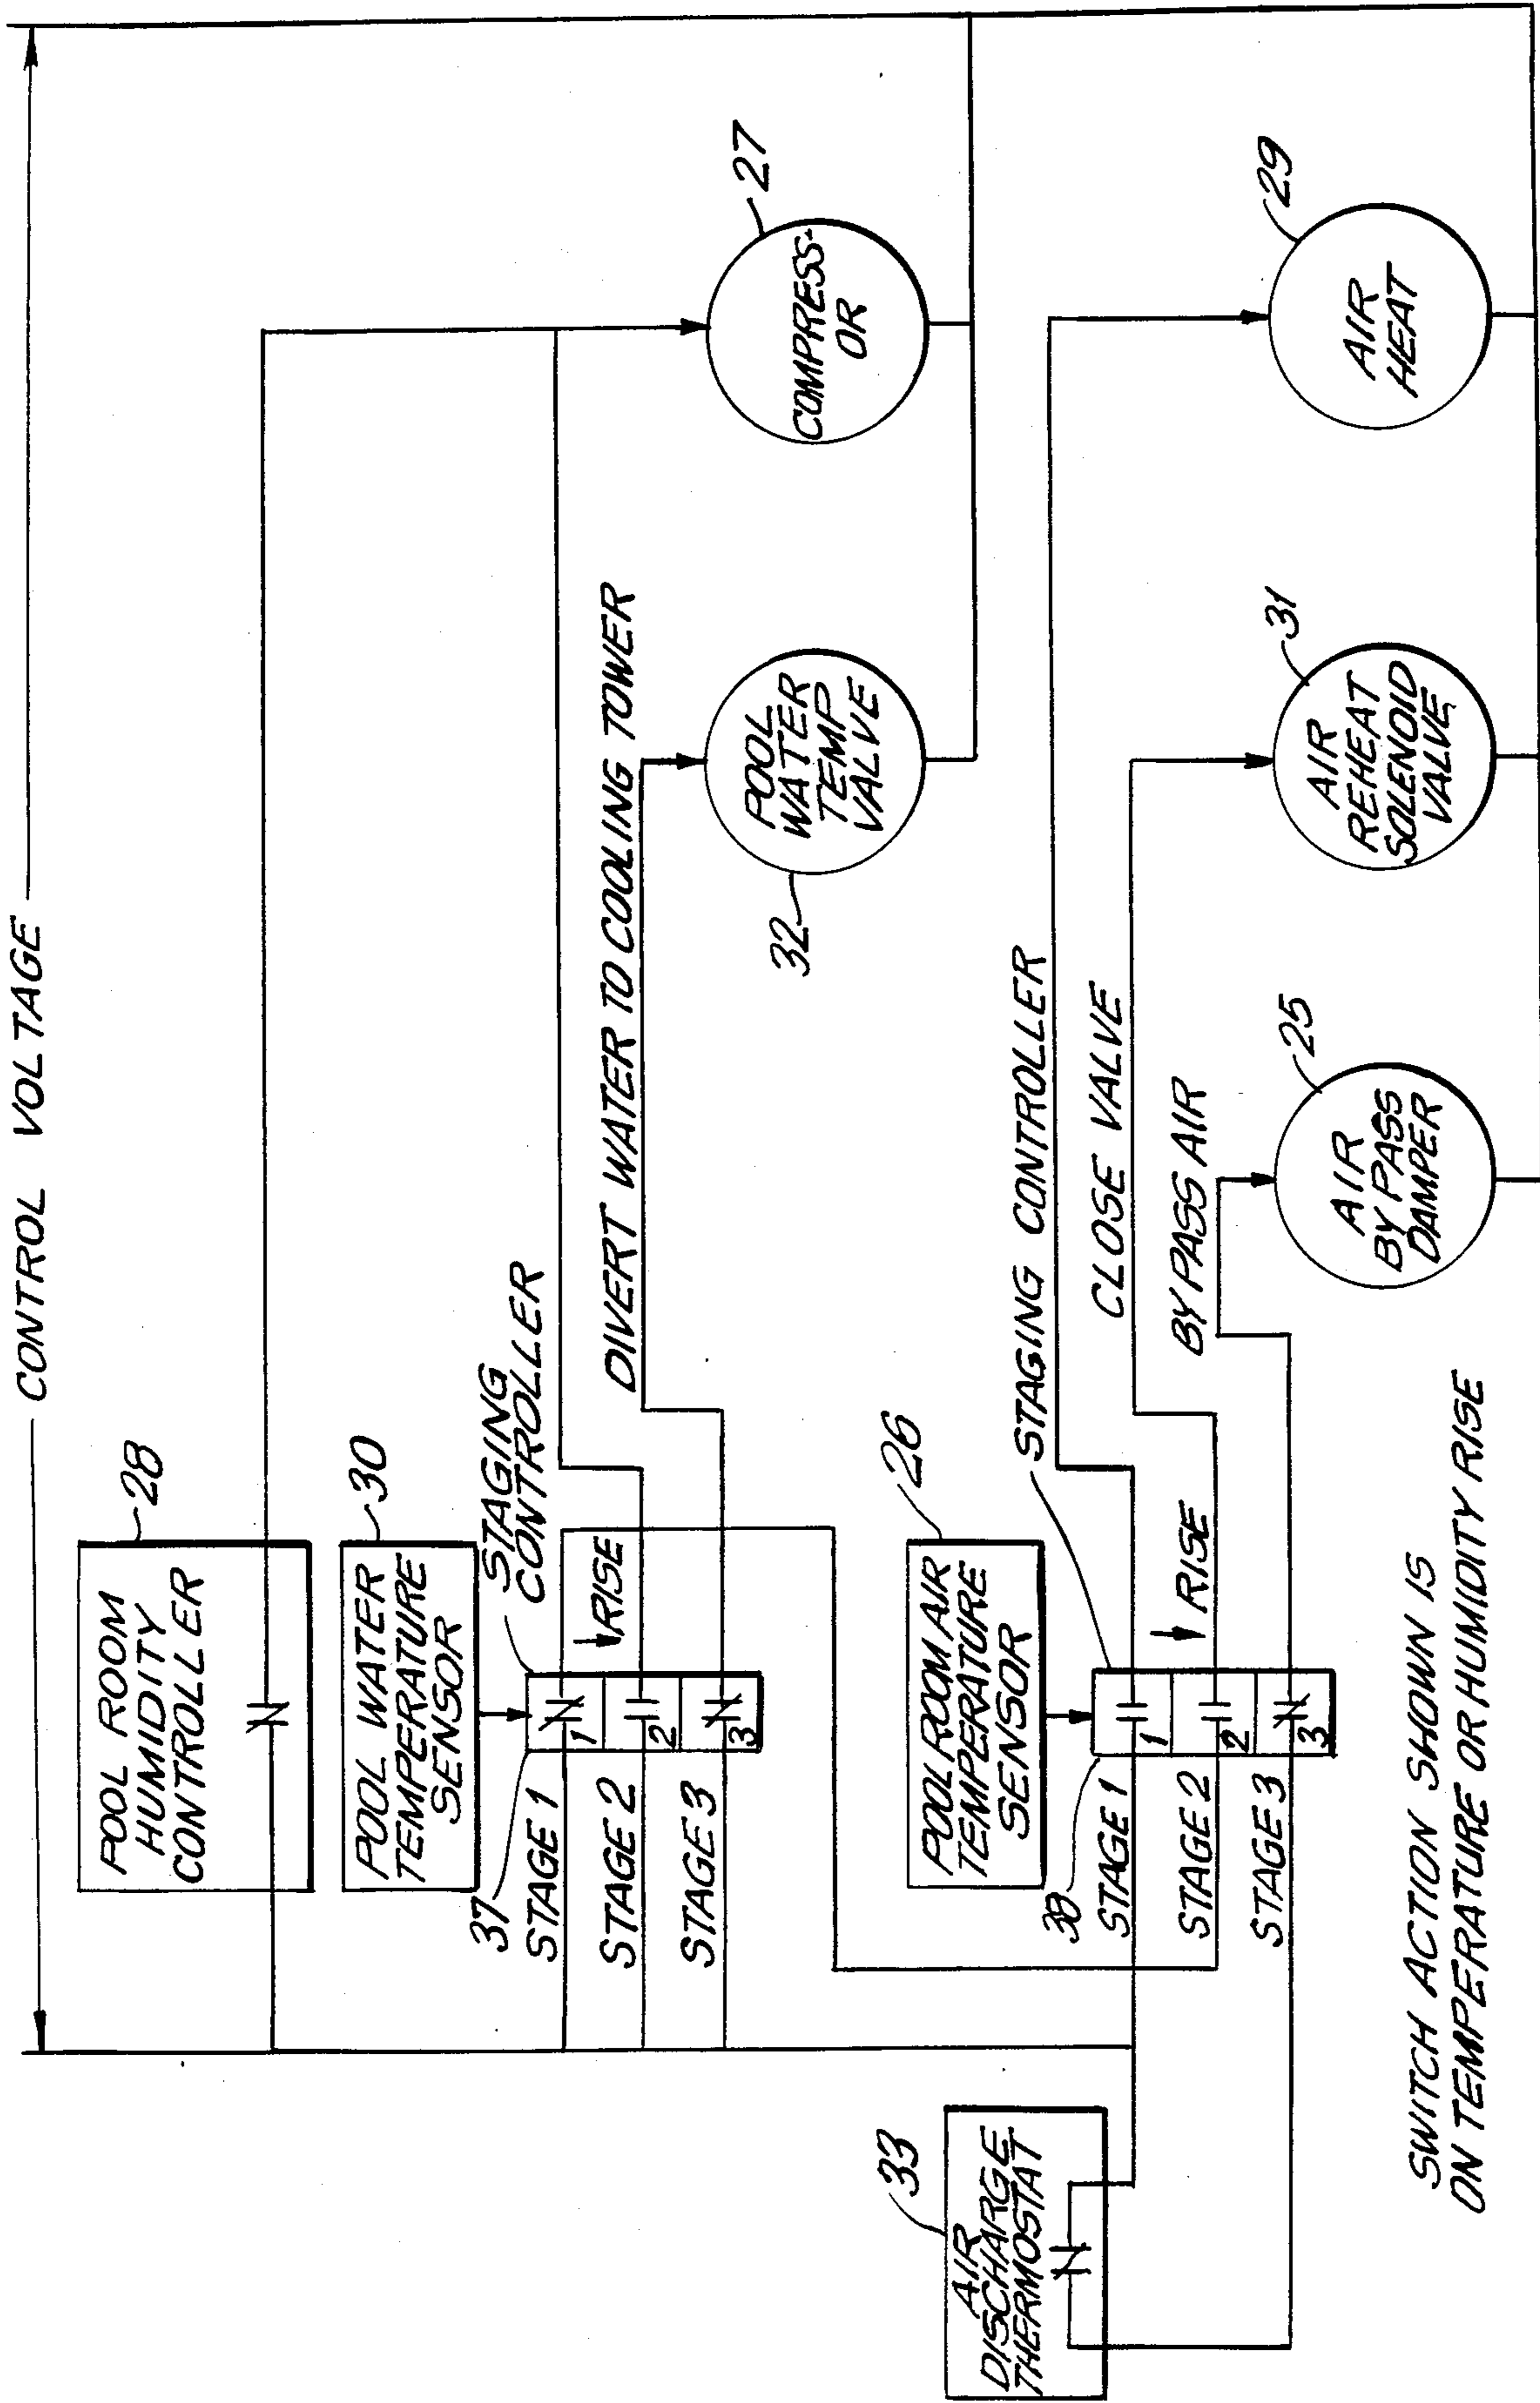 CONTROL VOLTAGE
POOL ROOM
HUMIDITY
CONTROLLER
28
POOL WATER
TEMPERATURE
SENSOR
30
STAGING
CONTROLLER
37
STAGE 1
STAGE 2
STAGE 3
1
2
3
RISE
DIVERT WATER TO COOLING TOWER
POOL
WATER
TEMP
VALVE
32
COMPRESS-
OR
27
AIR
DISCHARGE
THERMOSTAT
33
POOL ROOM AIR
TEMPERATURE
SENSOR
26
STAGING CONTROLLER
38
STAGE 1
STAGE 2
STAGE 3
1
2
3
RISE
CLOSE VALVE
BYPASS AIR
AIR
BY PASS
DAMPER
25
AIR
REHEAT
SOLENOID
VALVE
31
AIR
HEAT
29
SWITCH ACTION SHOWN IS
ON TEMPERATURE OR HUMIDITY RISE